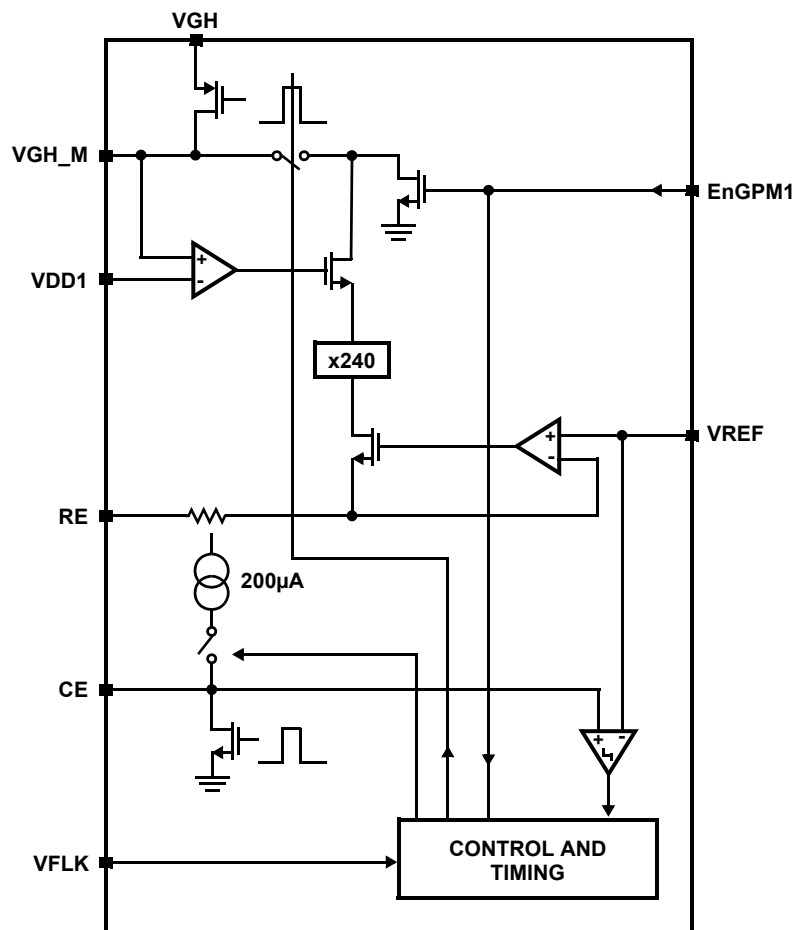 VGH
VGH_M
EnGPM1
+
-
VDD1
x240
+
-
VREF
RE
200µA
CE
+
-
CONTROL AND
TIMING
VFLK